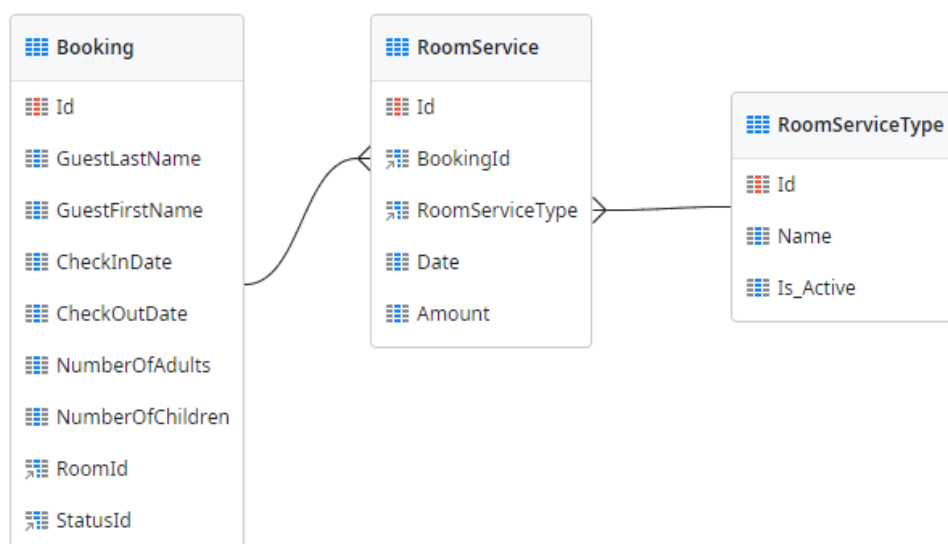 Booking
Id
GuestLastName
GuestFirstName
CheckInDate
CheckOutDate
NumberOfAdults
NumberOfChildren
RoomId
StatusId
RoomService
Id
BookingId
RoomServiceType
Date
Amount
RoomServiceType
Id
Name
Is_Active